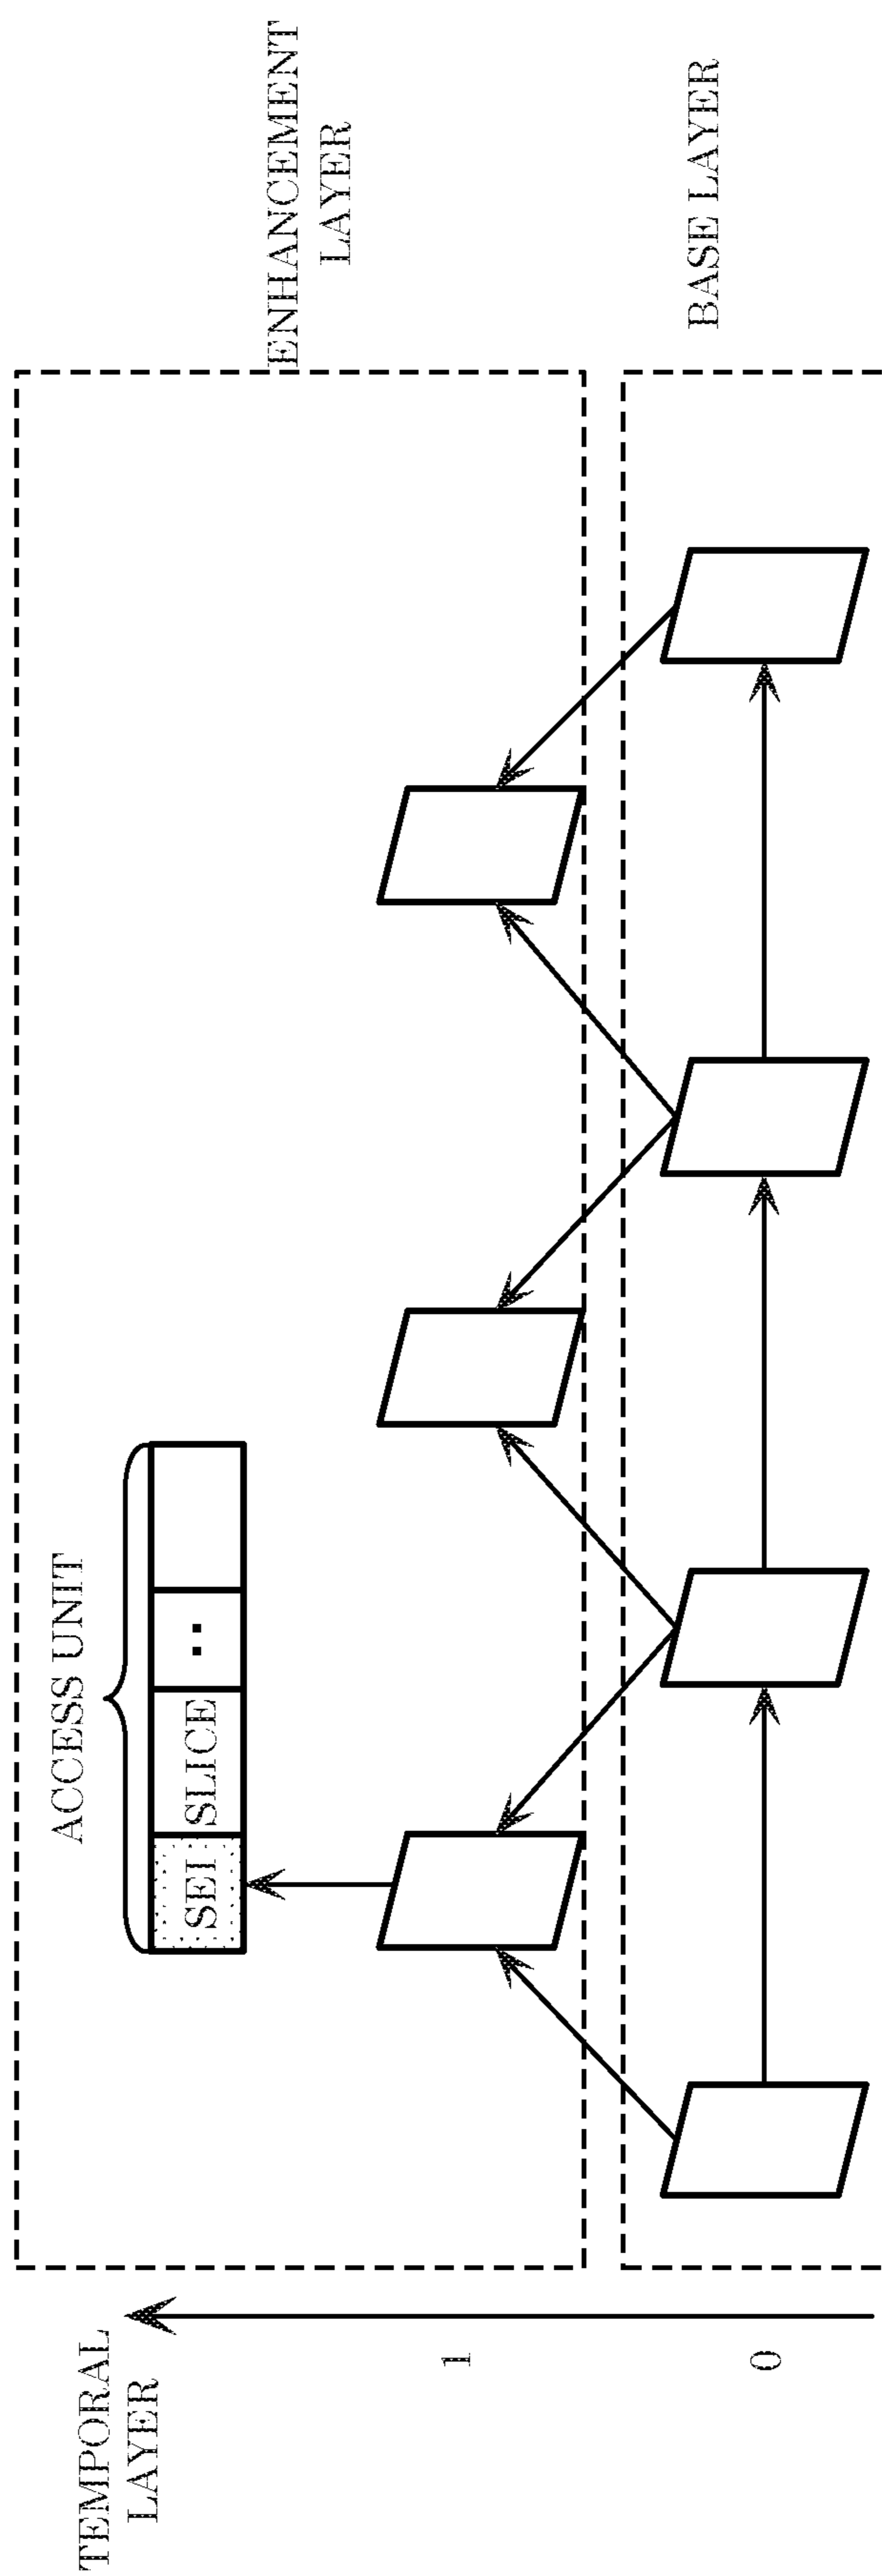 TEMPORAL
LAYER
1
0
ACCESS UNIT
SEI
SLICE
..
ENHANCEMENT
LAYER
BASE LAYER